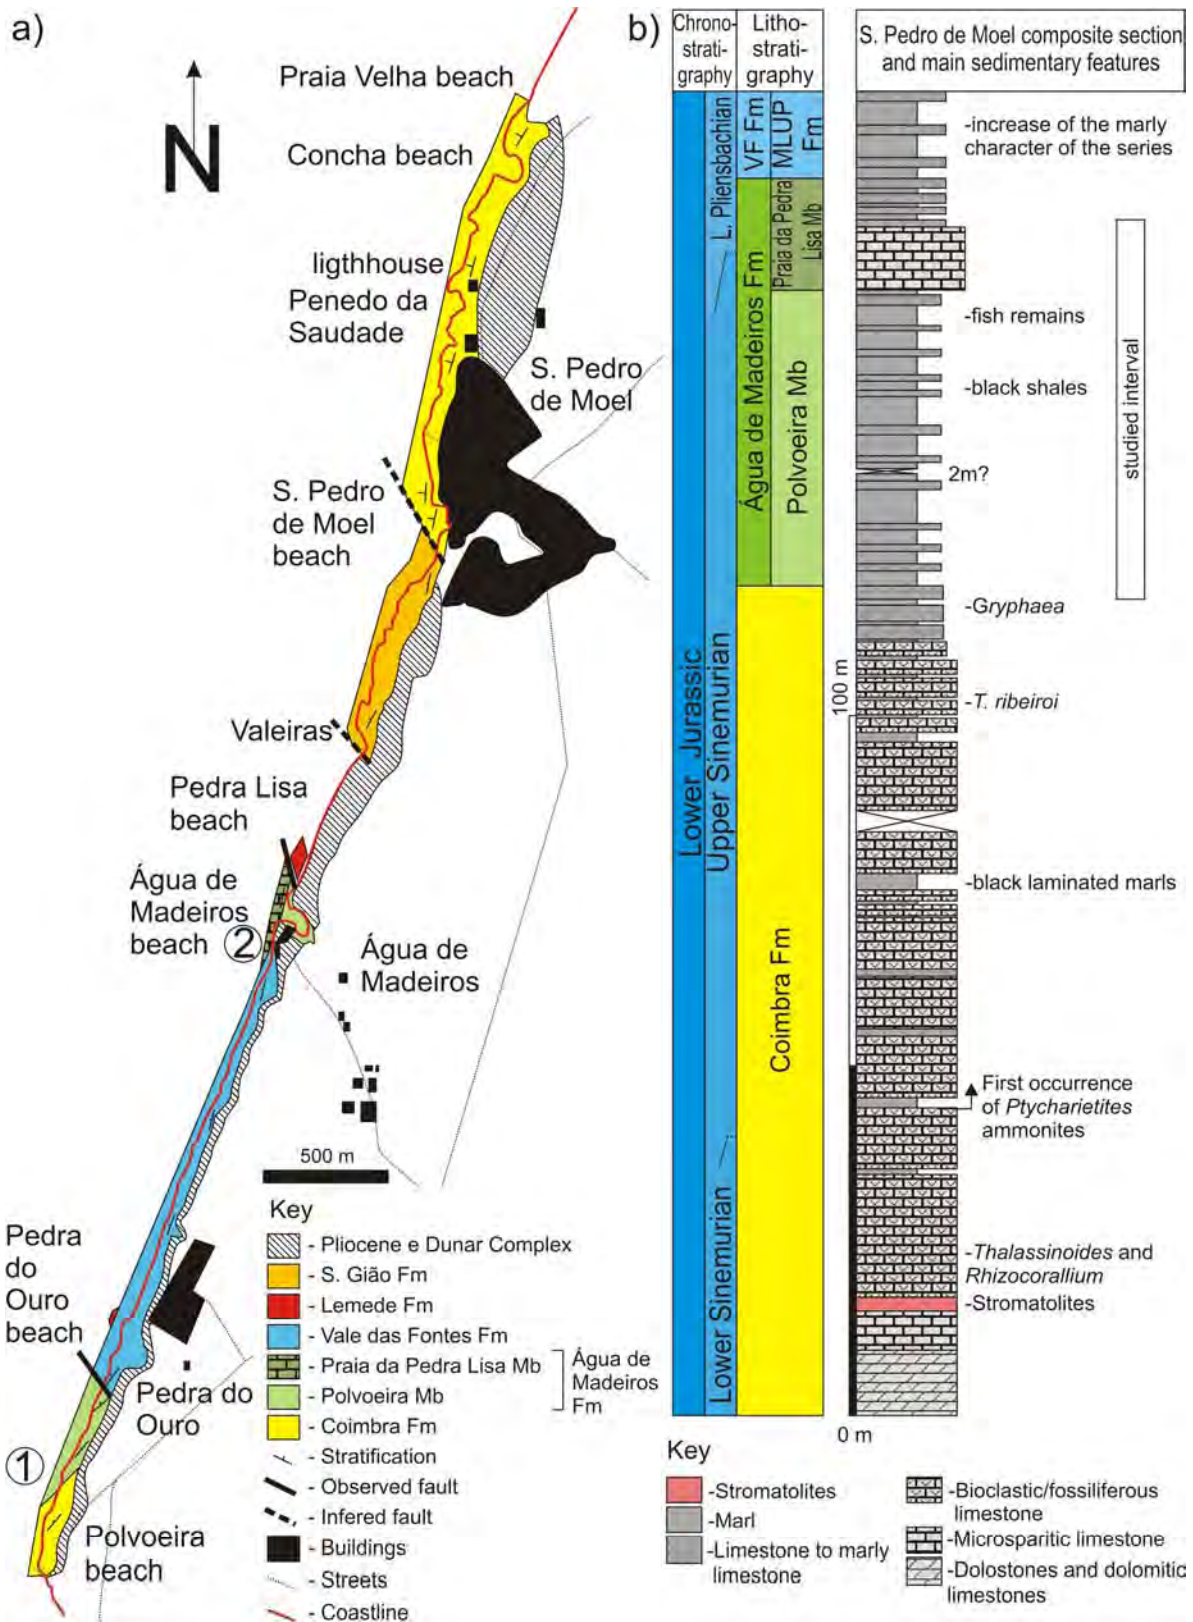 a)
N
Praia Velha beach
Concha beach
ligthhouse
Penedo da
Saudade
S. Pedro
de Moel
S. Pedro
de Moel
beach
Valeiras
Pedra Lisa
beach
Água de
Madeiros
beach
2
Água de
Madeiros
500 m
Pedra
do
Ouro
beach
Pedra do
Ouro
1
Polvoeira
beach
Key
- Pliocene e Dunar Complex
- S. Gião Fm
- Lemede Fm
- Vale das Fontes Fm
- Praia da Pedra Lisa Mb
- Polvoeira Mb
Água de
Madeiros
Fm
- Coimbra Fm
- Stratification
- Observed fault
- Infered fault
- Buildings
- Streets
- Coastline
b)
Chrono-
strati-
graphy
Litho-
strati-
graphy
S. Pedro de Moel composite section
and main sedimentary features
Lower Jurassic
L. Pliensbachian
Upper Sinemurian
Lower Sinemurian
VF Fm
MLUP
Fm
Água de Madeiros Fm
Praia da Pedra
Lisa Mb
Polvoeira Mb
Coimbra Fm
-increase of the marly
character of the series
-fish remains
-black shales
2m?
-Gryphaea
studied interval
-T. ribeiroi
100 m
-black laminated marls
First occurrence
of Ptycharietites
ammonites
-Thalassinoides and
Rhizocorallium
-Stromatolites
0 m
Key
-Stromatolites
-Marl
-Limestone to marly
limestone
-Bioclastic/fossiliferous
limestone
-Microsparitic limestone
-Dolostones and dolomitic
limestones